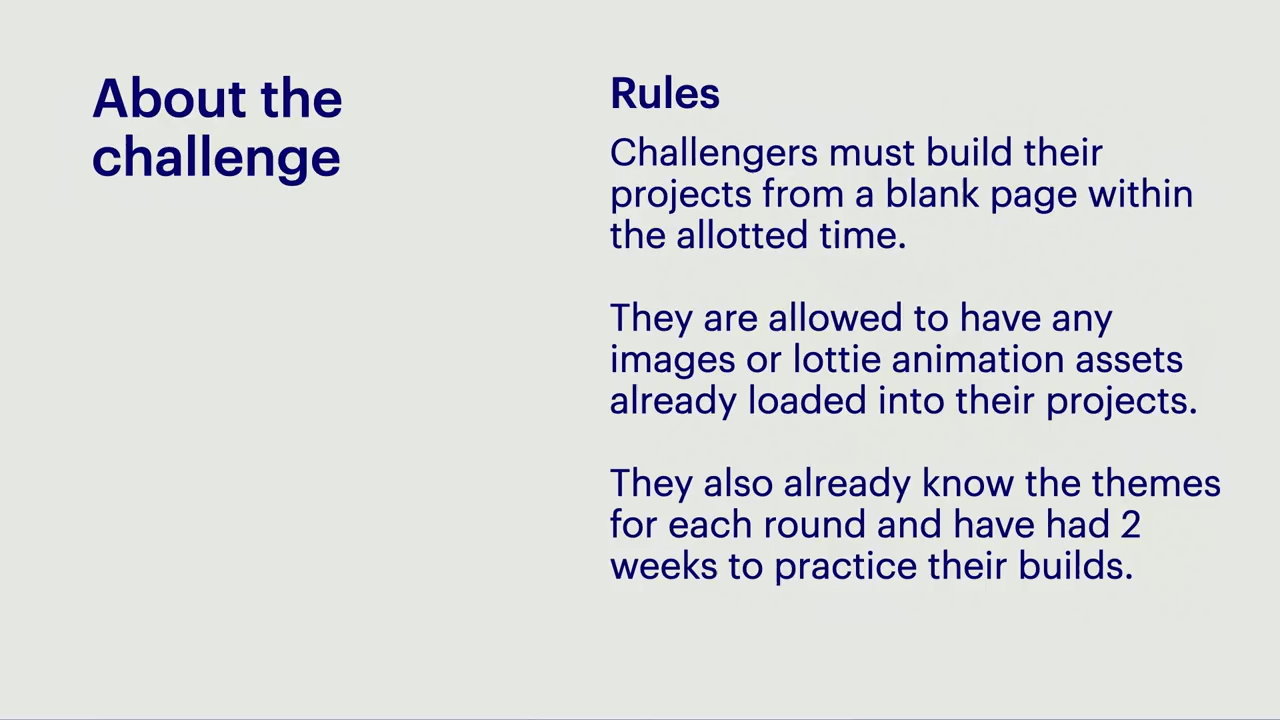 About the
challenge
Rules
Challengers must build their
projects from a blank page within
the allotted time.
They are allowed to have any
images or lottie animation assets
already loaded into their projects.
They also already know the themes
for each round and have had 2
weeks to practice their builds.